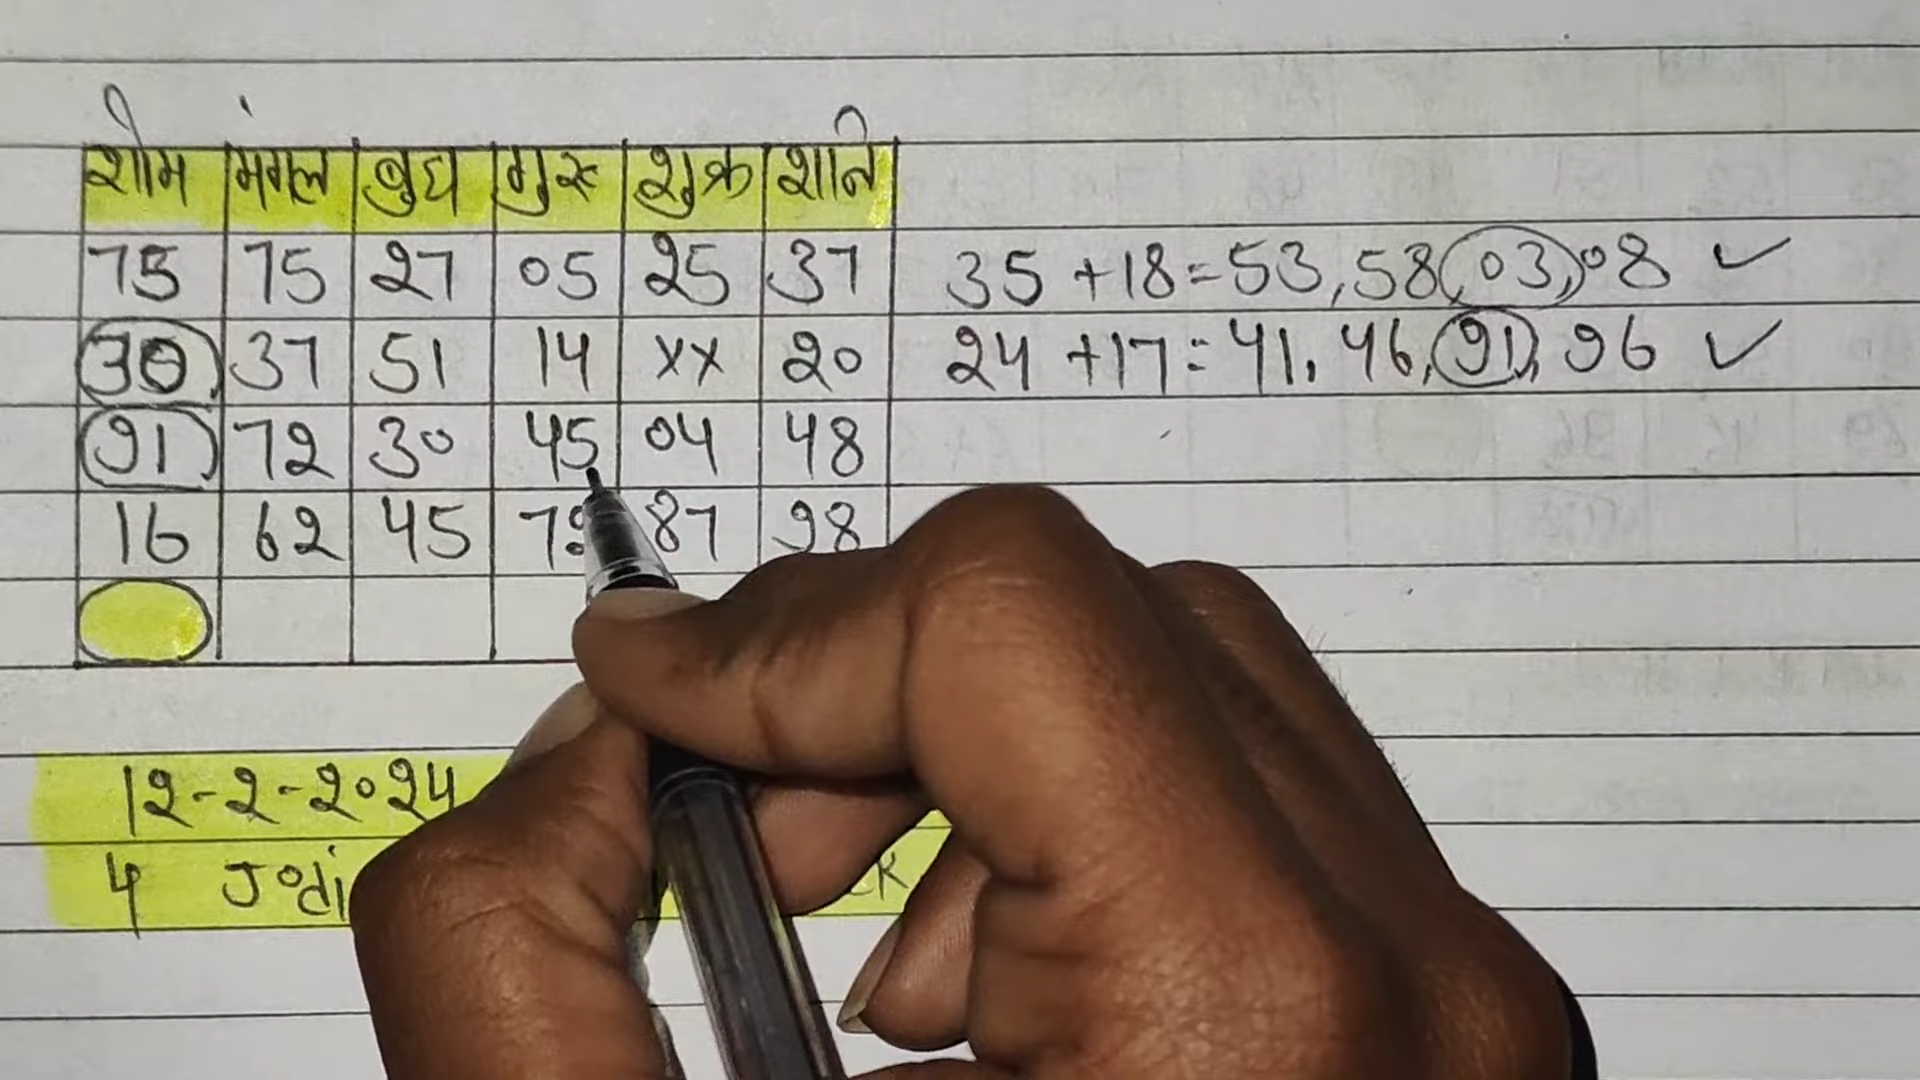 शोम मंगल बुध गुरु शुक्र शनि
75 75 27 05 25 37 35 +18=53,58,03,08 ✓
30 37 51 14 xx 20 24 +17=41,46,91,96 ✓
91 72 30 45 04 48
16 62 45 87 98
12-2-2024
4 Jodi